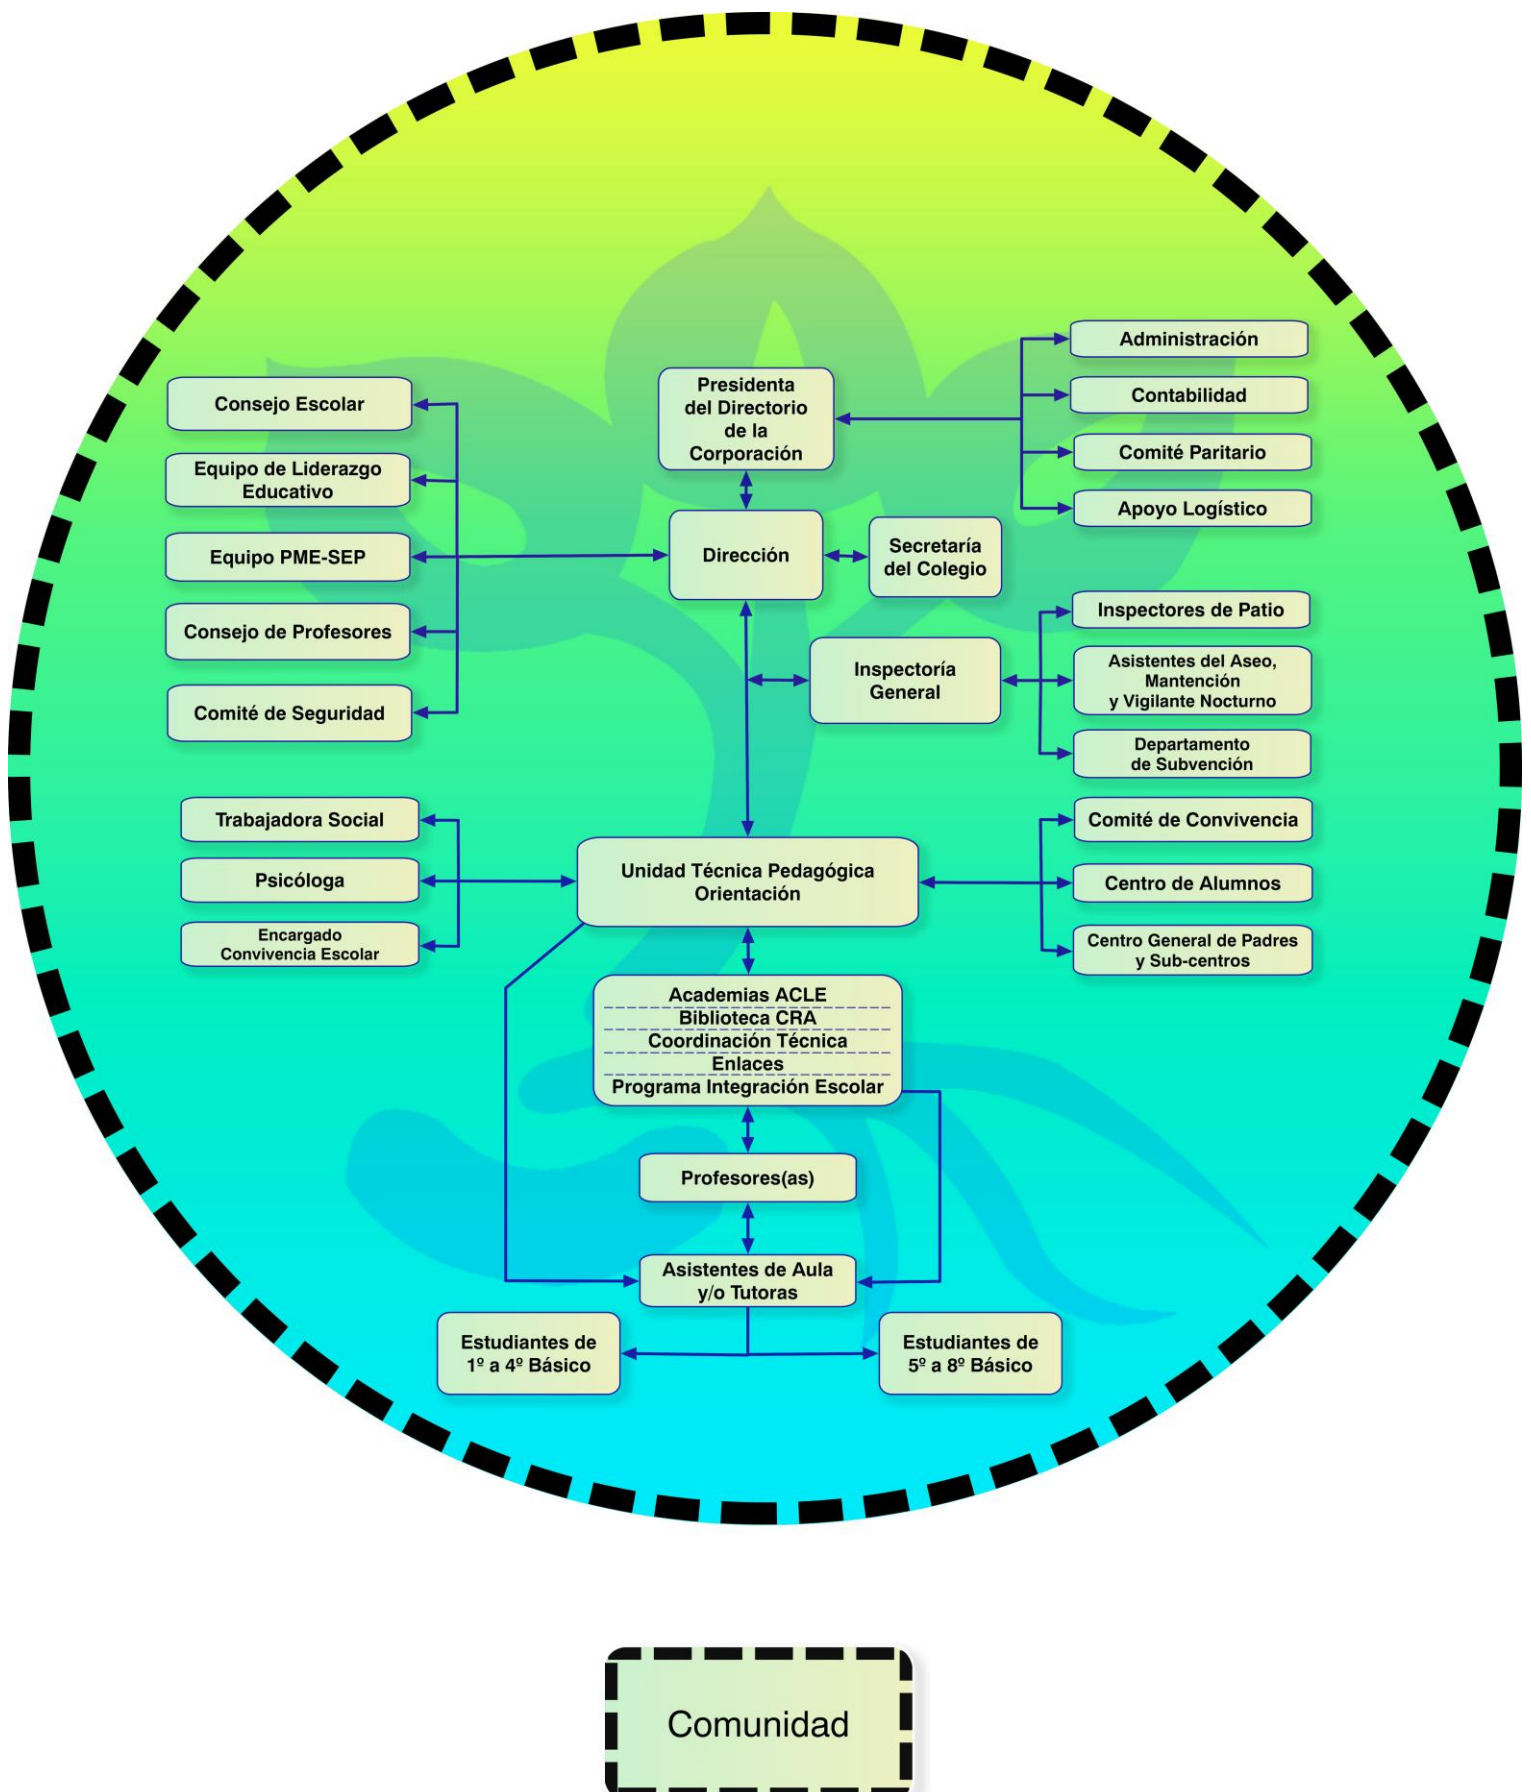 Presidenta
del Directorio
de la
Corporación
Administración
Contabilidad
Comité Paritario
Apoyo Logístico
Consejo Escolar
Equipo de Liderazgo
Educativo
Equipo PME-SEP
Consejo de Profesores
Comité de Seguridad
Dirección
Secretaría
del Colegio
Inspectoría
General
Inspectores de Patio
Asistentes del Aseo,
Mantención
y Vigilante Nocturno
Departamento
de Subvención
Trabajadora Social
Psicóloga
Encargado
Convivencia Escolar
Unidad Técnica Pedagógica
Orientación
Comité de Convivencia
Centro de Alumnos
Centro General de Padres
y Sub-centros
Academias ACLE
Biblioteca CRA
Coordinación Técnica
Enlaces
Programa Integración Escolar
Profesores(as)
Asistentes de Aula
y/o Tutoras
Estudiantes de
1º a 4º Básico
Estudiantes de
5º a 8º Básico
Comunidad